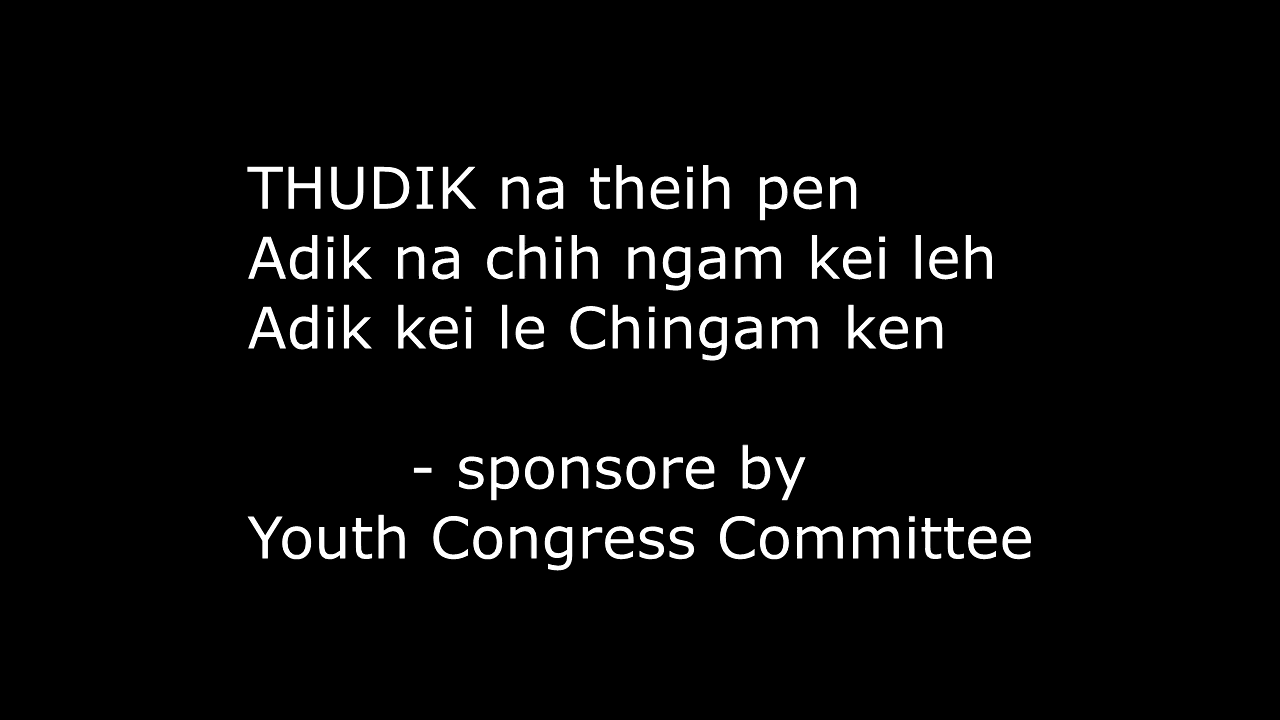 THUDIK na theih pen
Adik na chih ngam kei leh
Adik kei le Chingam ken
- sponsore by
Youth Congress Committee